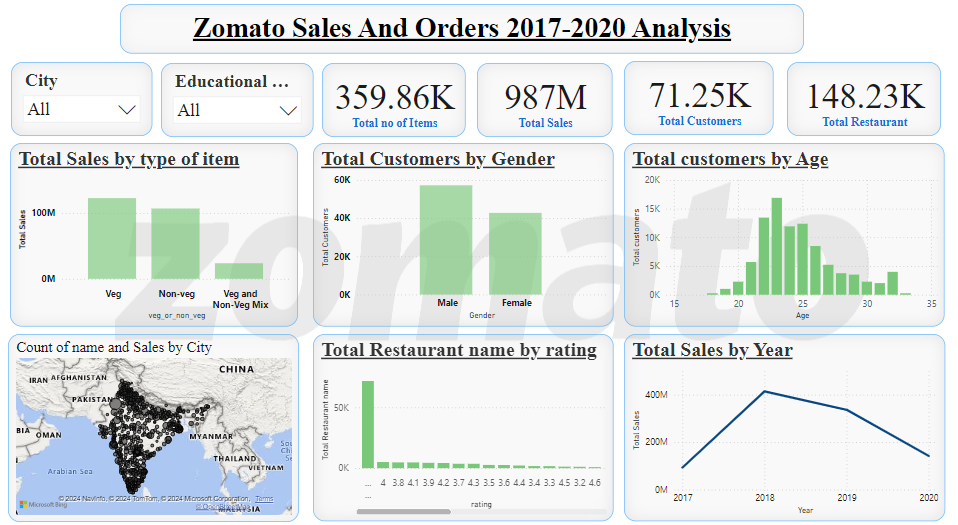 Zomato Sales And Orders 2017-2020 Analysis
City
All
Educational ...
All
359.86K
Total no of Items
987M
Total Sales
71.25K
Total Customers
148.23K
Total Restaurant
Total Sales by type of item
Total Sales
100M
0M
Veg
Non-veg
Veg and
Non-Veg Mix
veg_or_non_veg
Total Customers by Gender
Total Customers
60K
40K
20K
0K
Male
Female
Gender
Total customers by Age
Total customers
20K
15K
10K
5K
0K
15
20
25
30
35
Age
zomato
Count of name and Sales by City
CHINA
IRAN
AFGHANISTAN
PAKISTAN
OMAN
MYANMAR
THAILAND
VIETNAM
Arabian Sea
Microsoft Bing
© 2024 NavInfo, © 2024 TomTom, © 2024 Microsoft Corporation, Terms
© OpenStreetMap
Total Restaurant name by rating
Total Restaurant name
50K
0K
...
...
4 3.8 4.1 3.9 4.2 3.7 4.3 3.6 3.5 4.4 3.4 3.3 4.5 3.2 4.6
rating
Total Sales by Year
Total Sales
400M
200M
0M
2017
2018
2019
2020
Year